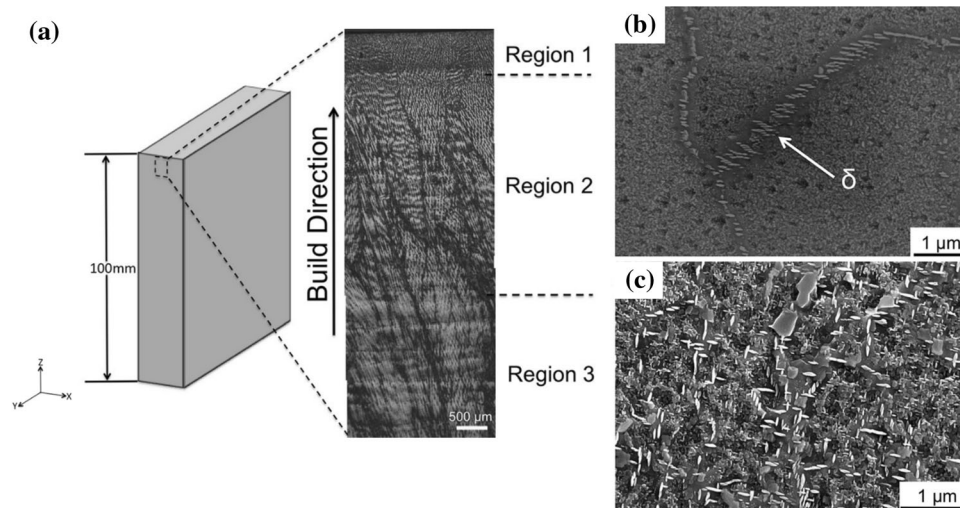 (a)
Region 1
Region 2
Region 3
Build Direction
100mm
Z
Y
X
500 µm
(b)
δ
1 µm
(c)
1 µm